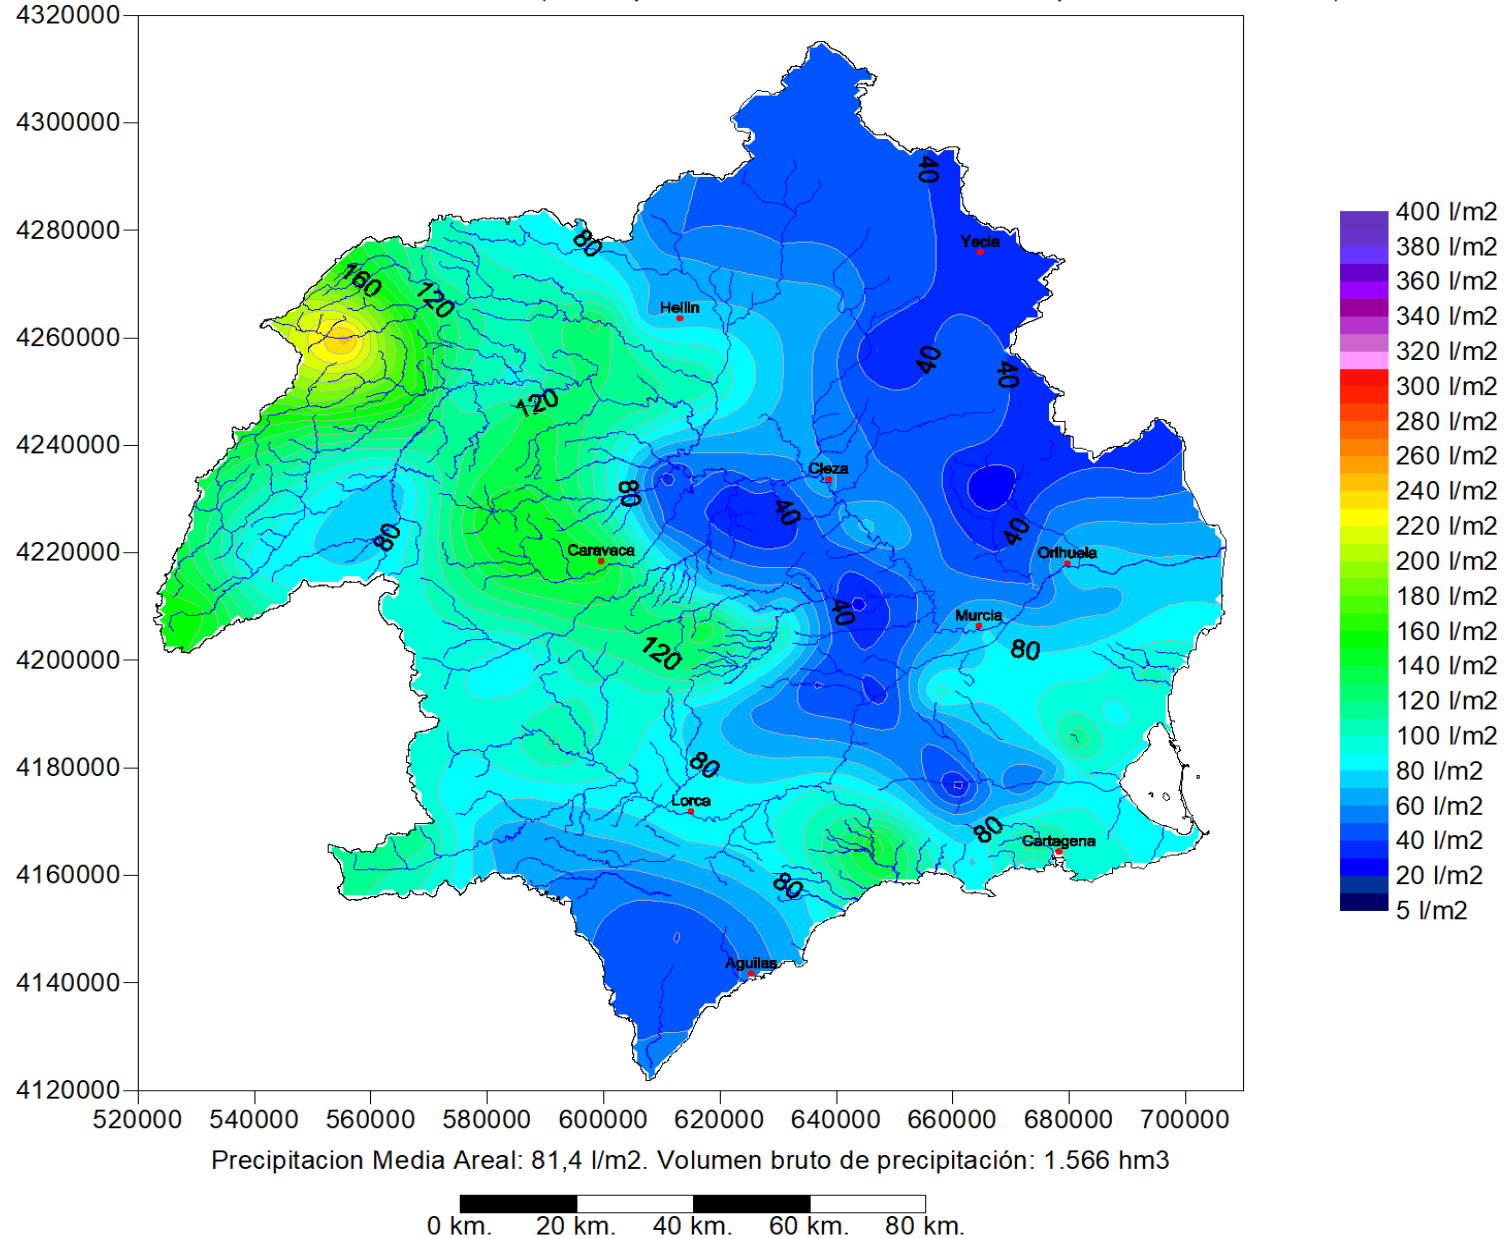 4320000
4300000
4280000
4260000
4240000
4220000
4200000
4180000
4160000
4140000
4120000
520000 540000 560000 580000 600000 620000 640000 660000 680000 700000
40
Yecla
80
160
120
Hellin
40
40
120
Cieza
80
40
40
80
Caravaca
Orihuela
40
Murcia
120
80
80
Lorca
80
Cartagena
80
Aguilas
400 l/m2
380 l/m2
360 l/m2
340 l/m2
320 l/m2
300 l/m2
280 l/m2
260 l/m2
240 l/m2
220 l/m2
200 l/m2
180 l/m2
160 l/m2
140 l/m2
120 l/m2
100 l/m2
80 l/m2
60 l/m2
40 l/m2
20 l/m2
5 l/m2
Precipitacion Media Areal: 81,4 l/m2. Volumen bruto de precipitación: 1.566 hm3
0 km. 20 km. 40 km. 60 km. 80 km.